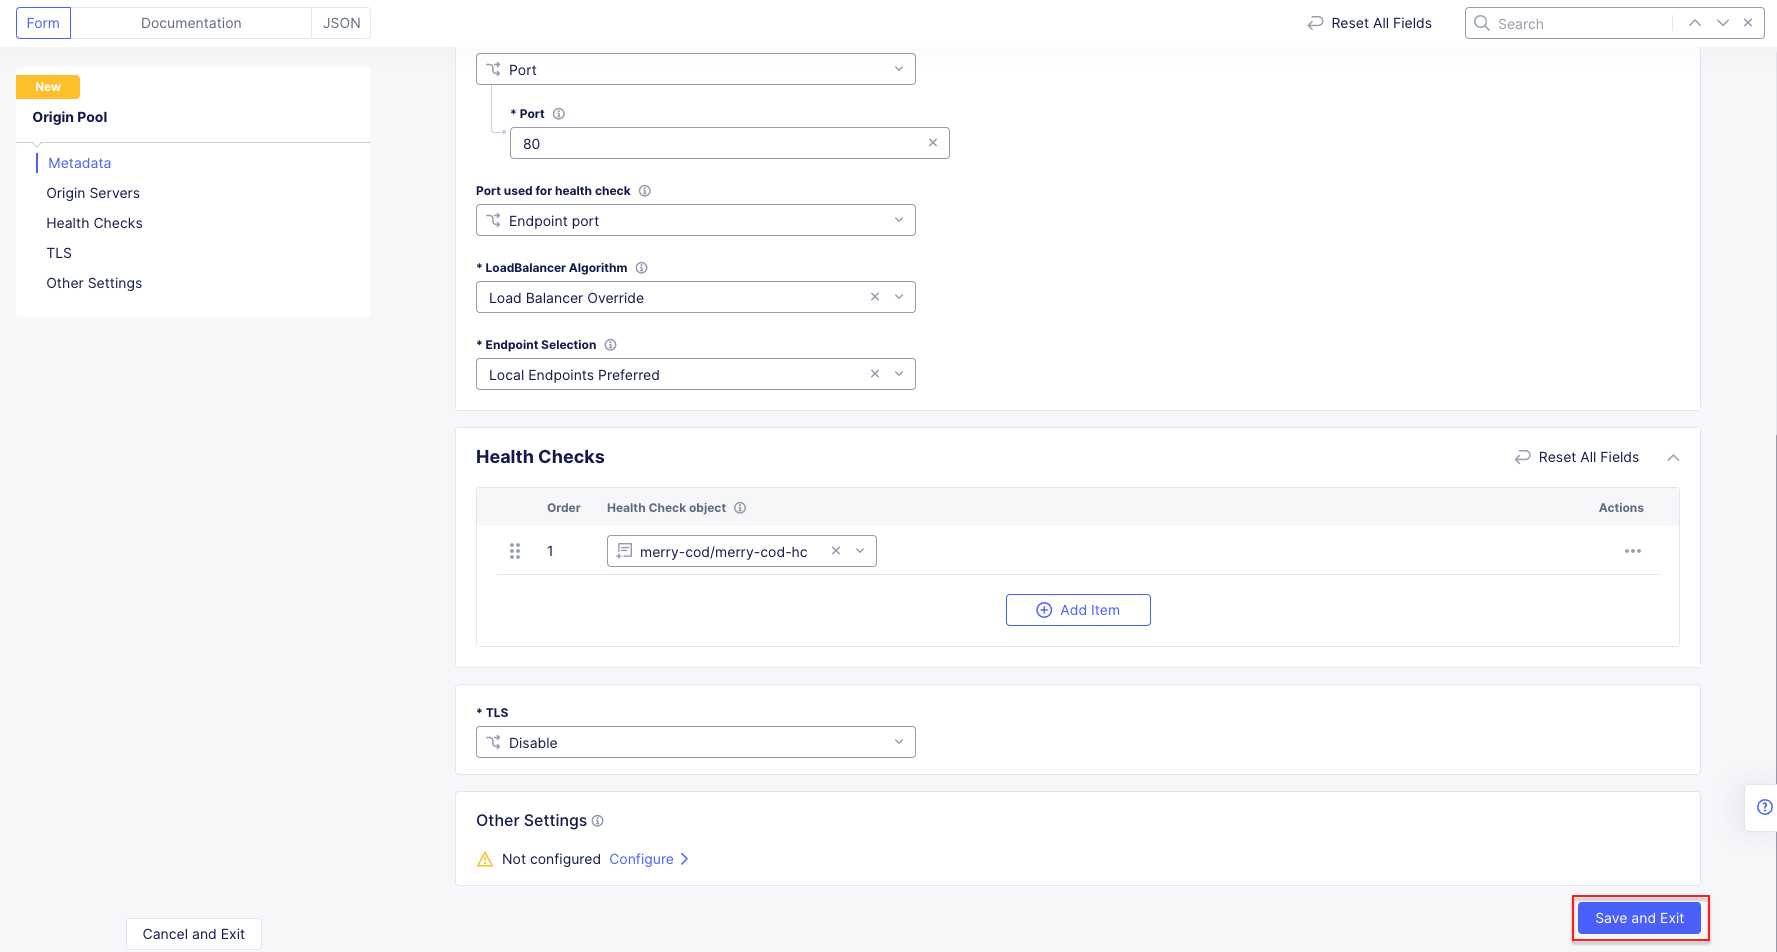 Form
Documentation
JSON
Reset All Fields
Search
New
Origin Pool
Metadata
Origin Servers
Health Checks
TLS
Other Settings
Port
* Port
80
Port used for health check
Endpoint port
* LoadBalancer Algorithm
Load Balancer Override
* Endpoint Selection
Local Endpoints Preferred
Health Checks
Reset All Fields
Order
Health Check object
Actions
1
merry-cod/merry-cod-hc
Add Item
* TLS
Disable
Other Settings
Not configured Configure
Cancel and Exit
Save and Exit